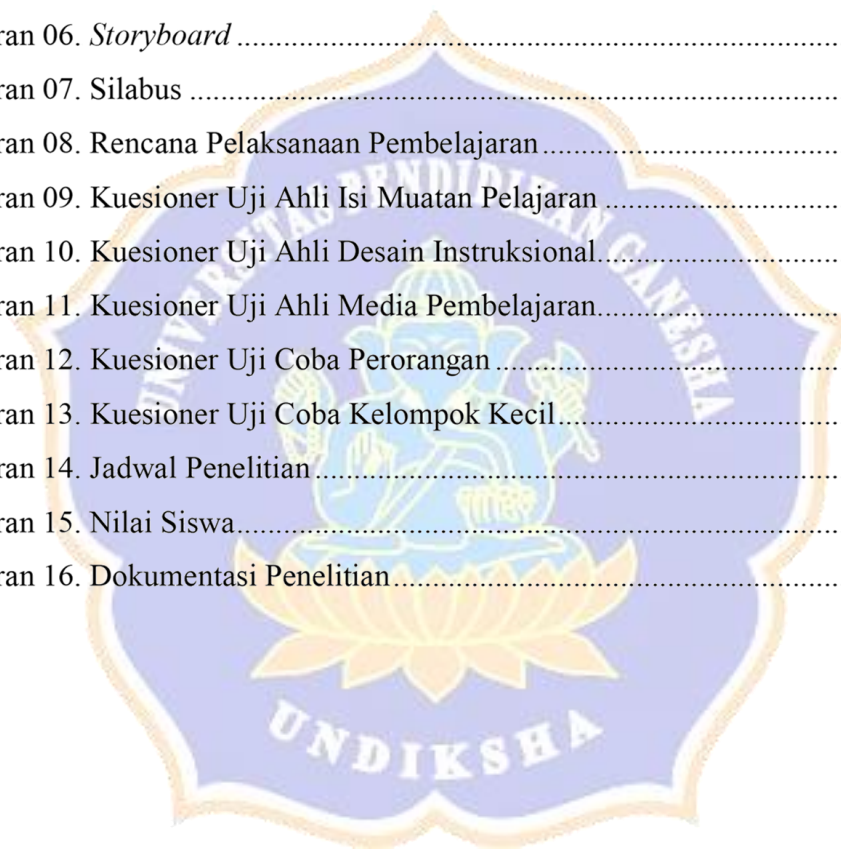 ran 06. Storyboard ................................................................................
ran 07. Silabus ................................................................................
ran 08. Rencana Pelaksanaan Pembelajaran ......................................
ran 09. Kuesioner Uji Ahli Isi Muatan Pelajaran ..............................
ran 10. Kuesioner Uji Ahli Desain Instruksional...............................
ran 11. Kuesioner Uji Ahli Media Pembelajaran...............................
ran 12. Kuesioner Uji Coba Perorangan ............................................
ran 13. Kuesioner Uji Coba Kelompok Kecil....................................
ran 14. Jadwal Penelitian ...................................................................
ran 15. Nilai Siswa.............................................................................
ran 16. Dokumentasi Penelitian.........................................................
UNIVERSITAS PENDIDIKAN GANESHA
UNDIKSHA